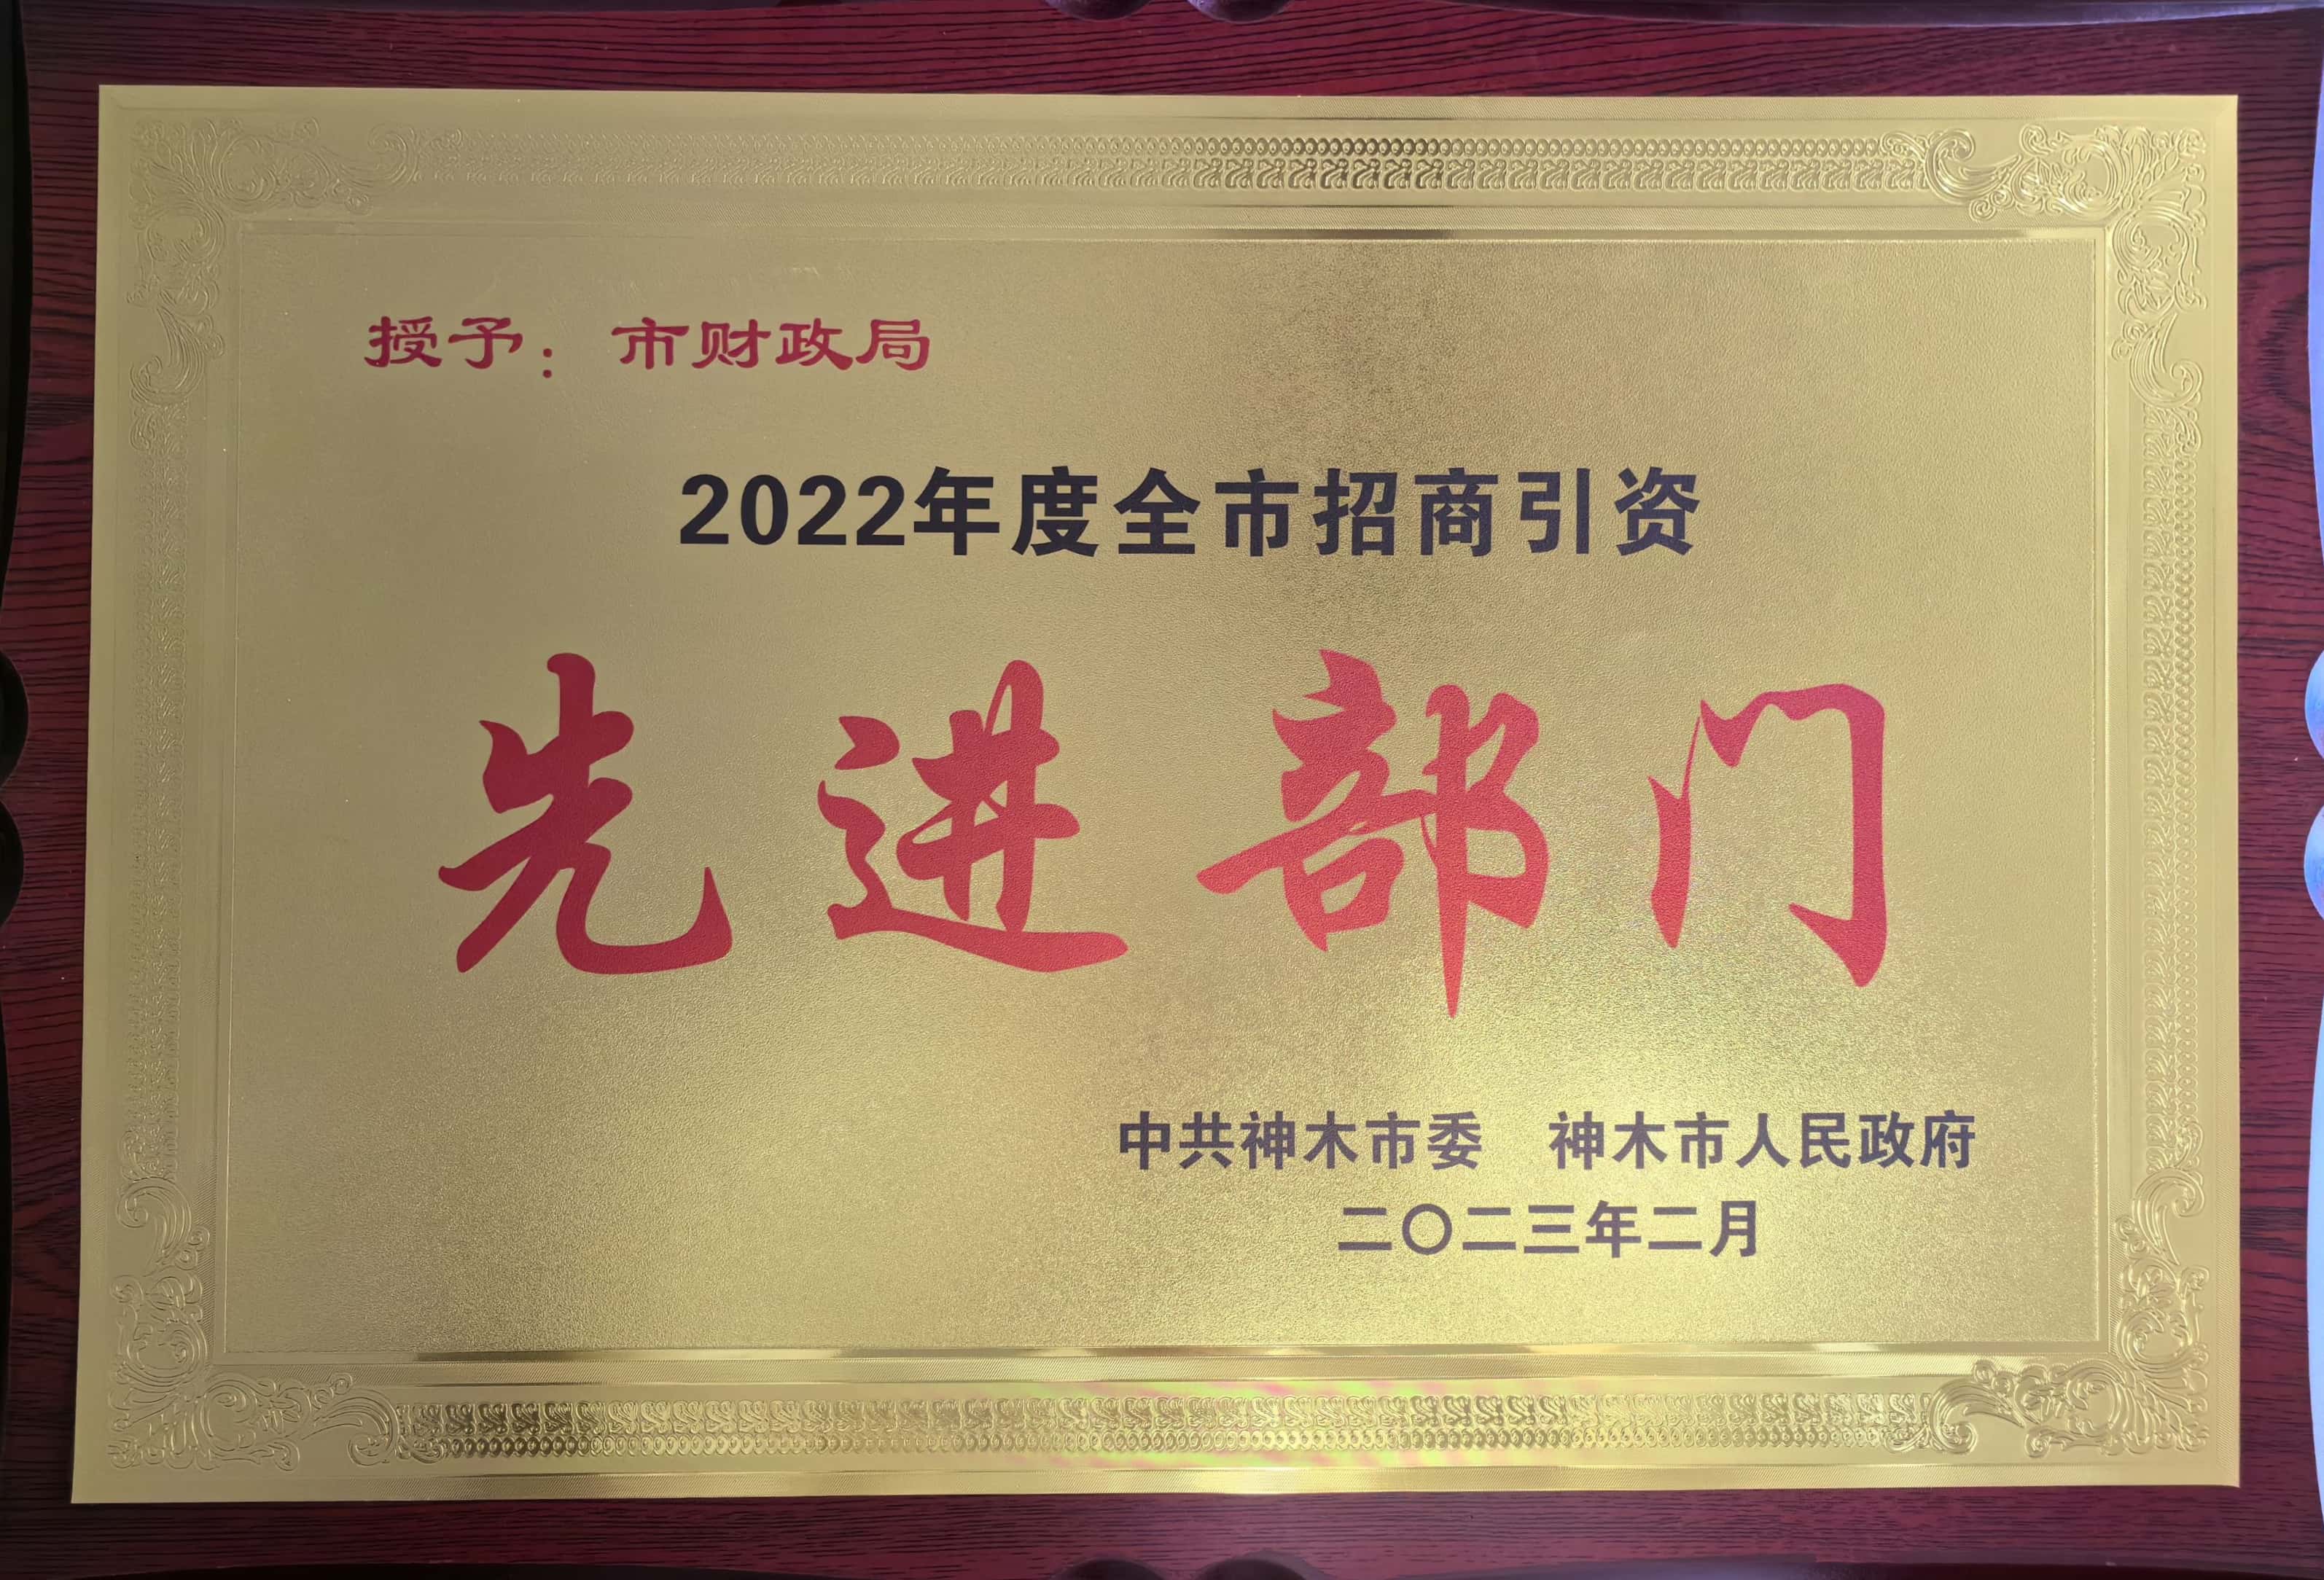 授予：市财政局
2022年度全市招商引资
先进部门
中共神木市委　神木市人民政府
二〇二三年二月